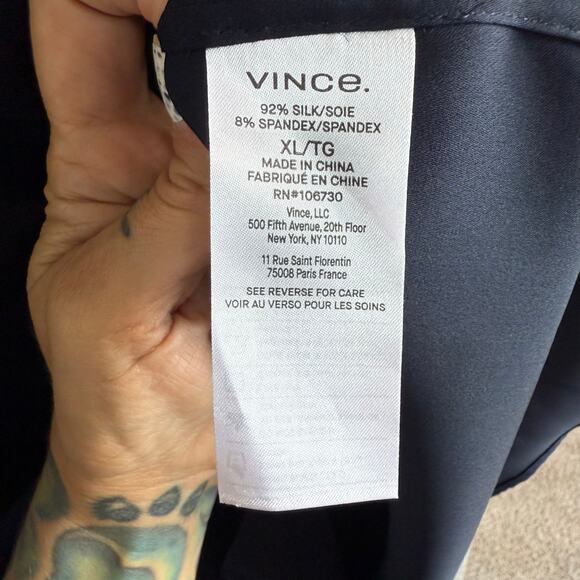 VINCE.
92% SILK/SOIE
8% SPANDEX/SPANDEX
XL/TG
MADE IN CHINA
FABRIQUÉ EN CHINE
RN#106730
Vince, LLC
500 Fifth Avenue, 20th Floor
New York, NY 10110
11 Rue Saint Florentin
75008 Paris France
SEE REVERSE FOR CARE
VOIR AU VERSO POUR LES SOINS